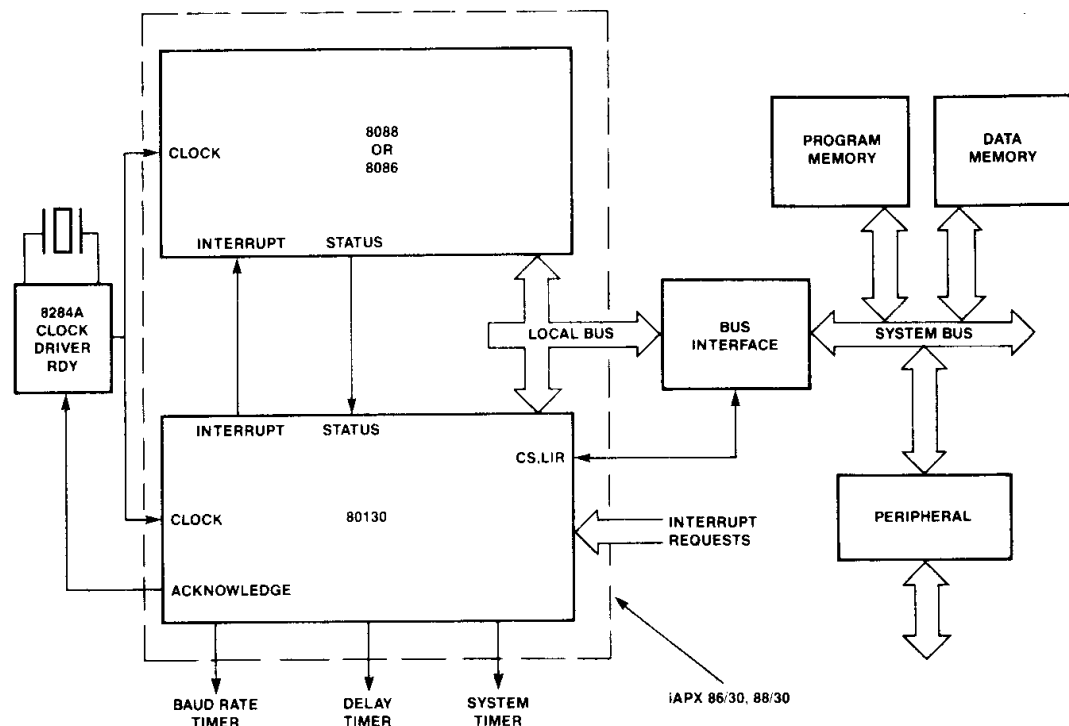 8088
OR
8086
CLOCK
INTERRUPT
STATUS
PROGRAM
MEMORY
DATA
MEMORY
8284A
CLOCK
DRIVER
RDY
LOCAL BUS
BUS
INTERFACE
SYSTEM BUS
INTERRUPT
STATUS
CS,LIR
CLOCK
80130
INTERRUPT
REQUESTS
PERIPHERAL
ACKNOWLEDGE
BAUD RATE
TIMER
DELAY
TIMER
SYSTEM
TIMER
iAPX 86/30, 88/30